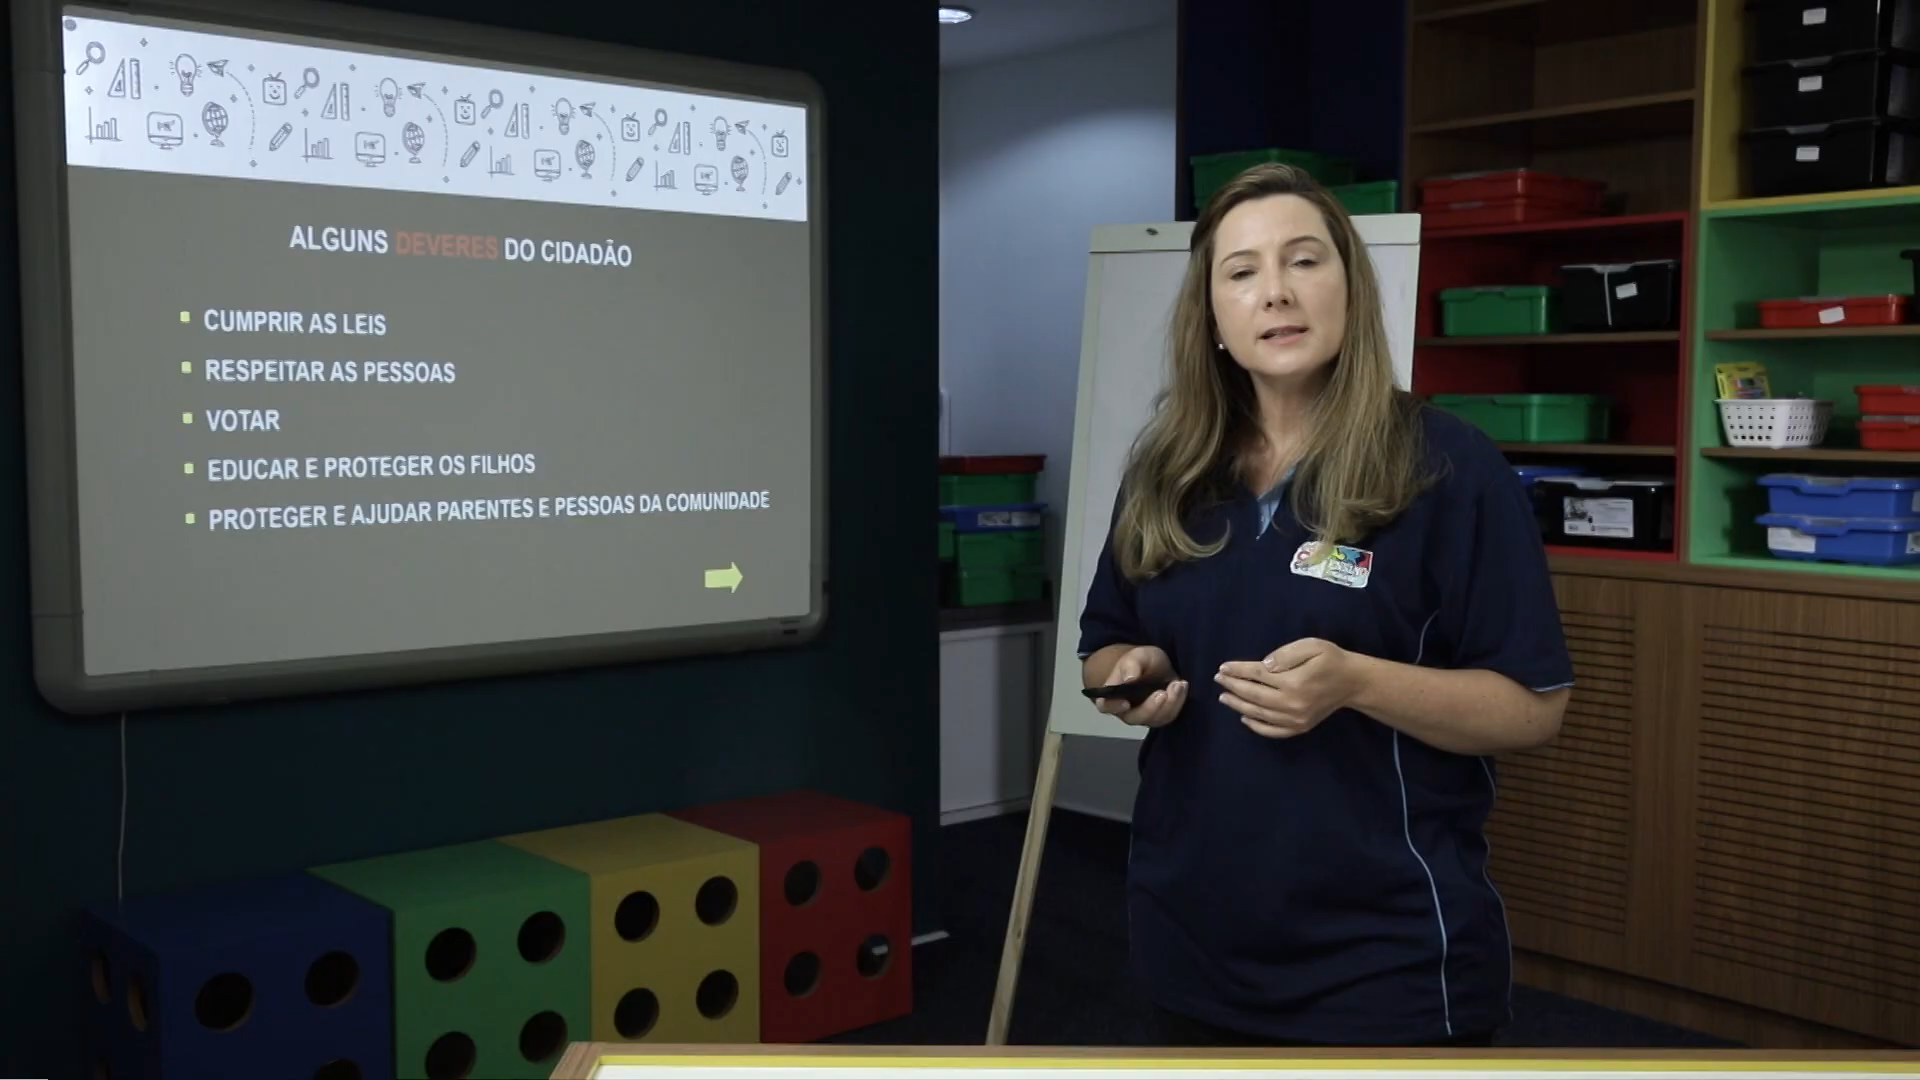 ALGUNS DEVERES DO CIDADÃO
CUMPRIR AS LEIS
RESPEITAR AS PESSOAS
VOTAR
EDUCAR E PROTEGER OS FILHOS
PROTEGER E AJUDAR PARENTES E PESSOAS DA COMUNIDADE